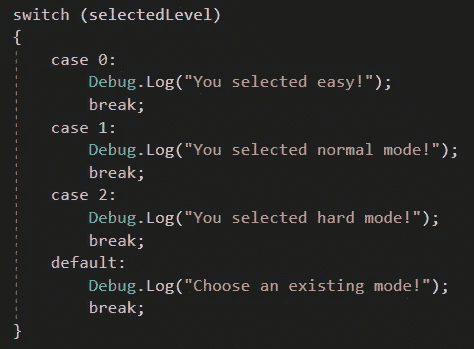 switch (selectedLevel)
{
    case 0:
        Debug.Log("You selected easy!");
        break;
    case 1:
        Debug.Log("You selected normal mode!");
        break;
    case 2:
        Debug.Log("You selected hard mode!");
        break;
    default:
        Debug.Log("Choose an existing mode!");
        break;
}